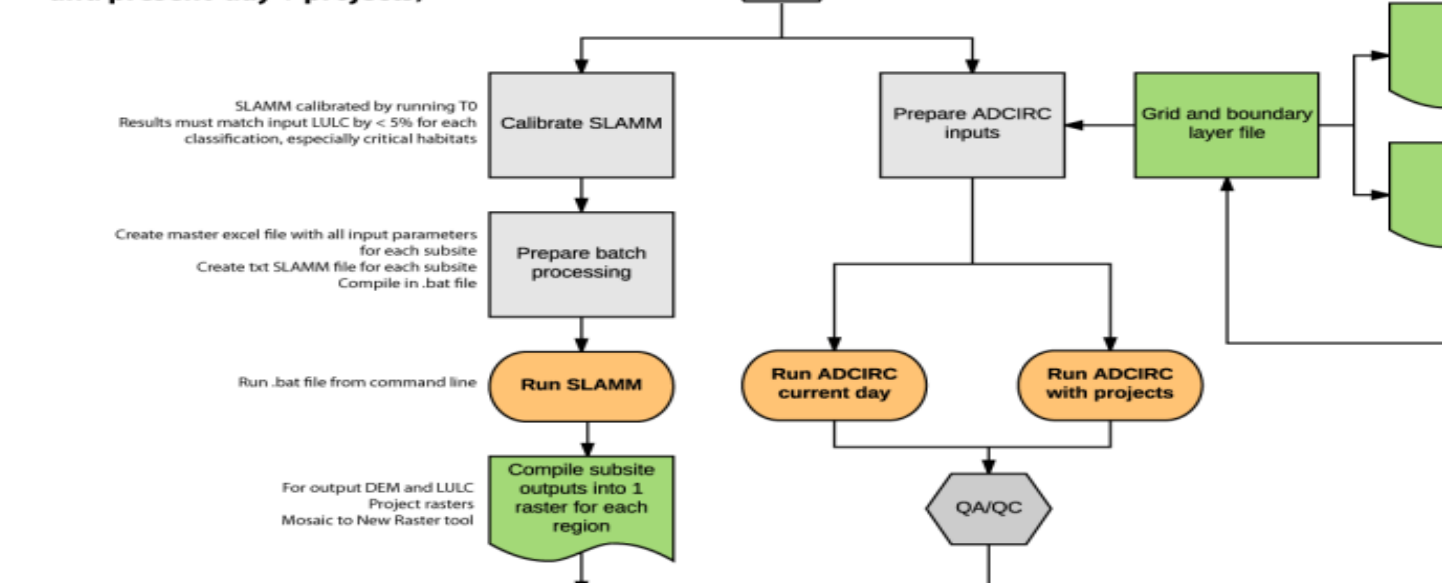 and present day + projects)
SLAMM calibrated by running T0
Results must match input LULC by < 5% for each
classification, especially critical habitats
Calibrate SLAMM
Prepare ADCIRC
inputs
Grid and boundary
layer file
Create master excel file with all input parameters
for each subsite
Create txt SLAMM file for each subsite
Compile in .bat file
Prepare batch
processing
Run .bat file from command line
Run SLAMM
Run ADCIRC
current day
Run ADCIRC
with projects
For output DEM and LULC
Project rasters
Mosaic to New Raster tool
Compile subsite
outputs into 1
raster for each
region
QA/QC